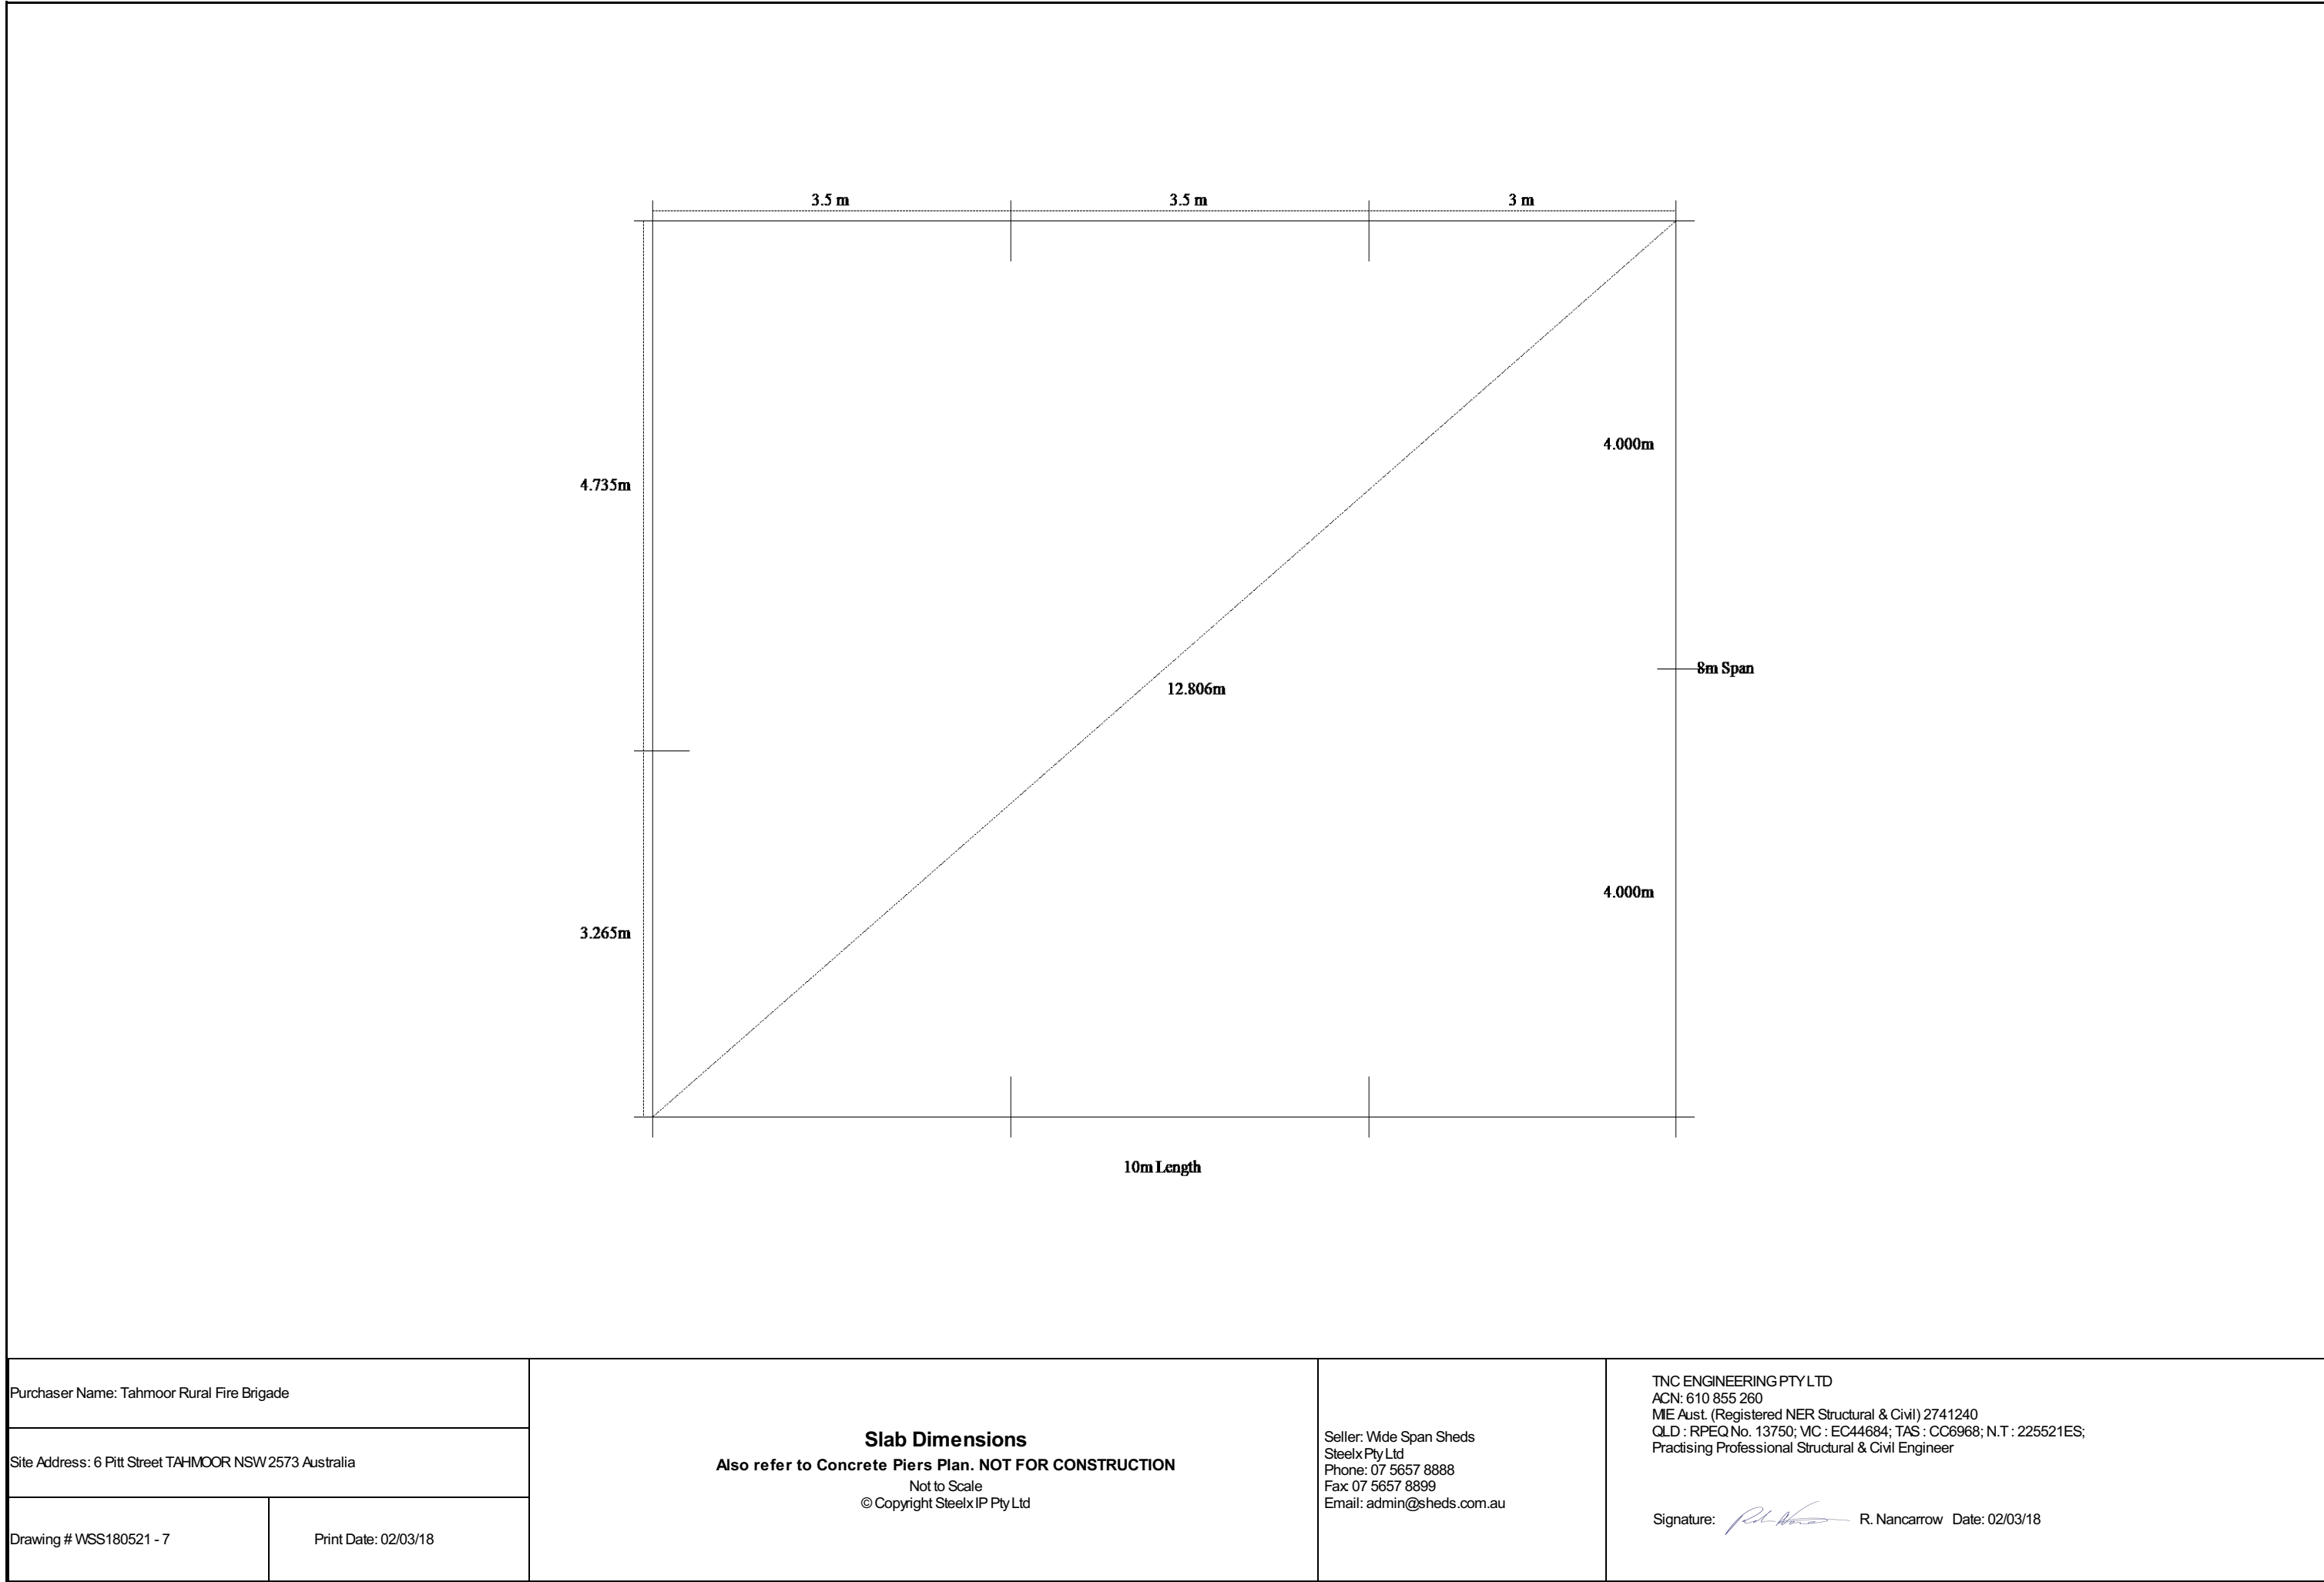 3.5 m 3.5 m 3 m
4.000m
4.735m
8m Span
12.806m
4.000m
3.265m
10m Length
Purchaser Name: Tahmoor Rural Fire Brigade
Site Address: 6 Pitt Street TAHMOOR NSW 2573 Australia
Drawing # WSS180521 - 7
Print Date: 02/03/18
Slab Dimensions
Also refer to Concrete Piers Plan. NOT FOR CONSTRUCTION
Not to Scale
© Copyright Steelx IP Pty Ltd
Seller: Wide Span Sheds
Steelx Pty Ltd
Phone: 07 5657 8888
Fax: 07 5657 8899
Email: admin@sheds.com.au
TNC ENGINEERING PTY LTD
ACN: 610 855 260
MIE Aust. (Registered NER Structural & Civil) 2741240
QLD : RPEQ No. 13750; VIC : EC44684; TAS : CC6968; N.T : 225521ES;
Practising Professional Structural & Civil Engineer
Signature: R. Nancarrow Date: 02/03/18